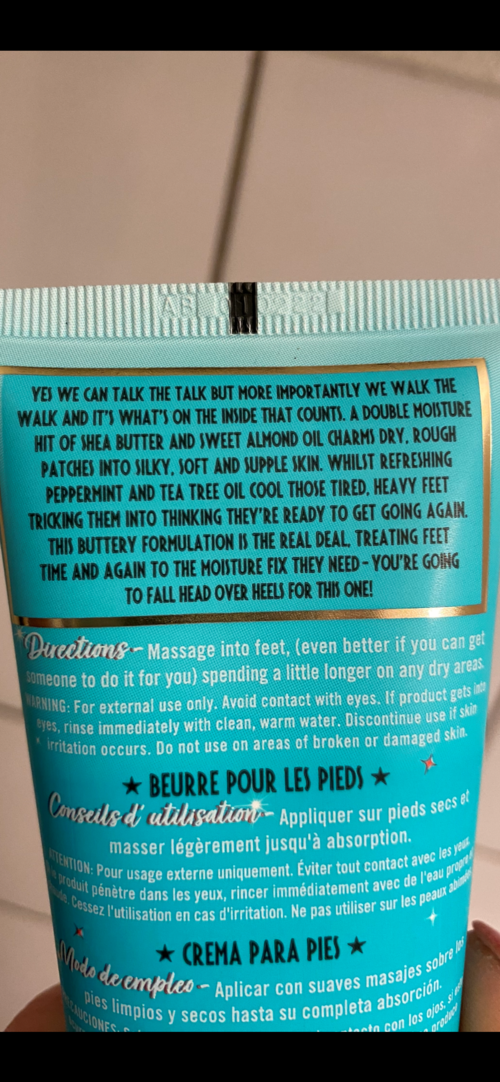 AB
YES WE CAN TALK THE TALK BUT MORE IMPORTANTLY WE WALK THE
WALK AND IT'S WHAT'S ON THE INSIDE THAT COUNTS. A DOUBLE MOISTURE
HIT OF SHEA BUTTER AND SWEET ALMOND OIL CHARMS DRY, ROUGH
PATCHES INTO SILKY, SOFT AND SUPPLE SKIN. WHILST REFRESHING
PEPPERMINT AND TEA TREE OIL COOL THOSE TIRED, HEAVY FEET
TRICKING THEM INTO THINKING THEY'RE READY TO GET GOING AGAIN.
THIS BUTTERY FORMULATION IS THE REAL DEAL, TREATING FEET
TIME AND AGAIN TO THE MOISTURE FIX THEY NEED - YOU'RE GOING
TO FALL HEAD OVER HEELS FOR THIS ONE!
Directions - Massage into feet, (even better if you can get
someone to do it for you) spending a little longer on any dry areas.
WARNING: For external use only. Avoid contact with eyes. If product gets into
eyes, rinse immediately with clean, warm water. Discontinue use if skin
irritation occurs. Do not use on areas of broken or damaged skin.
★ BEURRE POUR LES PIEDS ★
Conseils d'utilisation - Appliquer sur pieds secs et
masser légèrement jusqu'à absorption.
ATTENTION: Pour usage externe uniquement. Éviter tout contact avec les yeux.
produit pénètre dans les yeux, rincer immédiatement avec de l'eau propre
Cessez l'utilisation en cas d'irritation. Ne pas utiliser sur les peaux
★ CREMA PARA PIES ★
Modo de empleo - Aplicar con suaves masajes sobre los
pies limpios y secos hasta su completa absorción.
con los ojos,